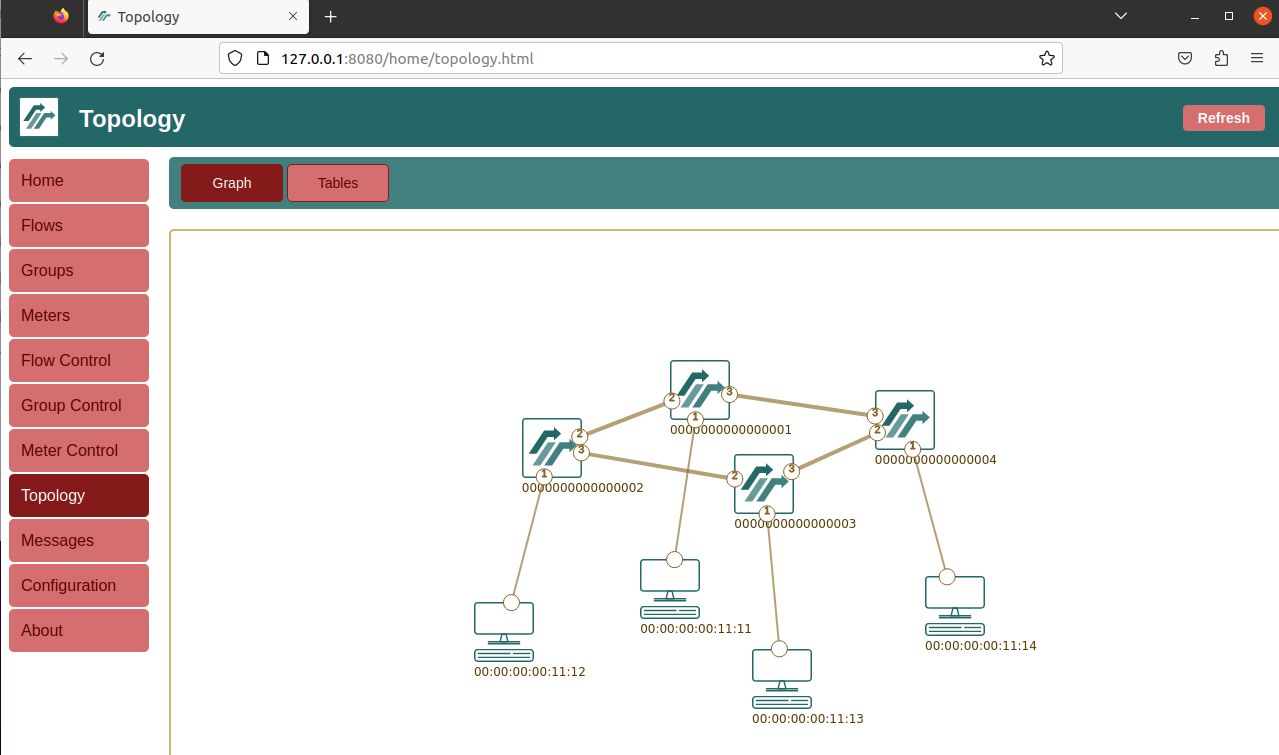 Topology
127.0.0.1:8080/home/topology.html
Topology
Refresh
Home
Flows
Groups
Meters
Flow Control
Group Control
Meter Control
Topology
Messages
Configuration
About
Graph
Tables
2
3
1
0000000000000001
3
2
1
0000000000000004
2
3
1
0000000000000002
2
3
1
0000000000000003
00:00:00:00:11:11
00:00:00:00:11:14
00:00:00:00:11:12
00:00:00:00:11:13